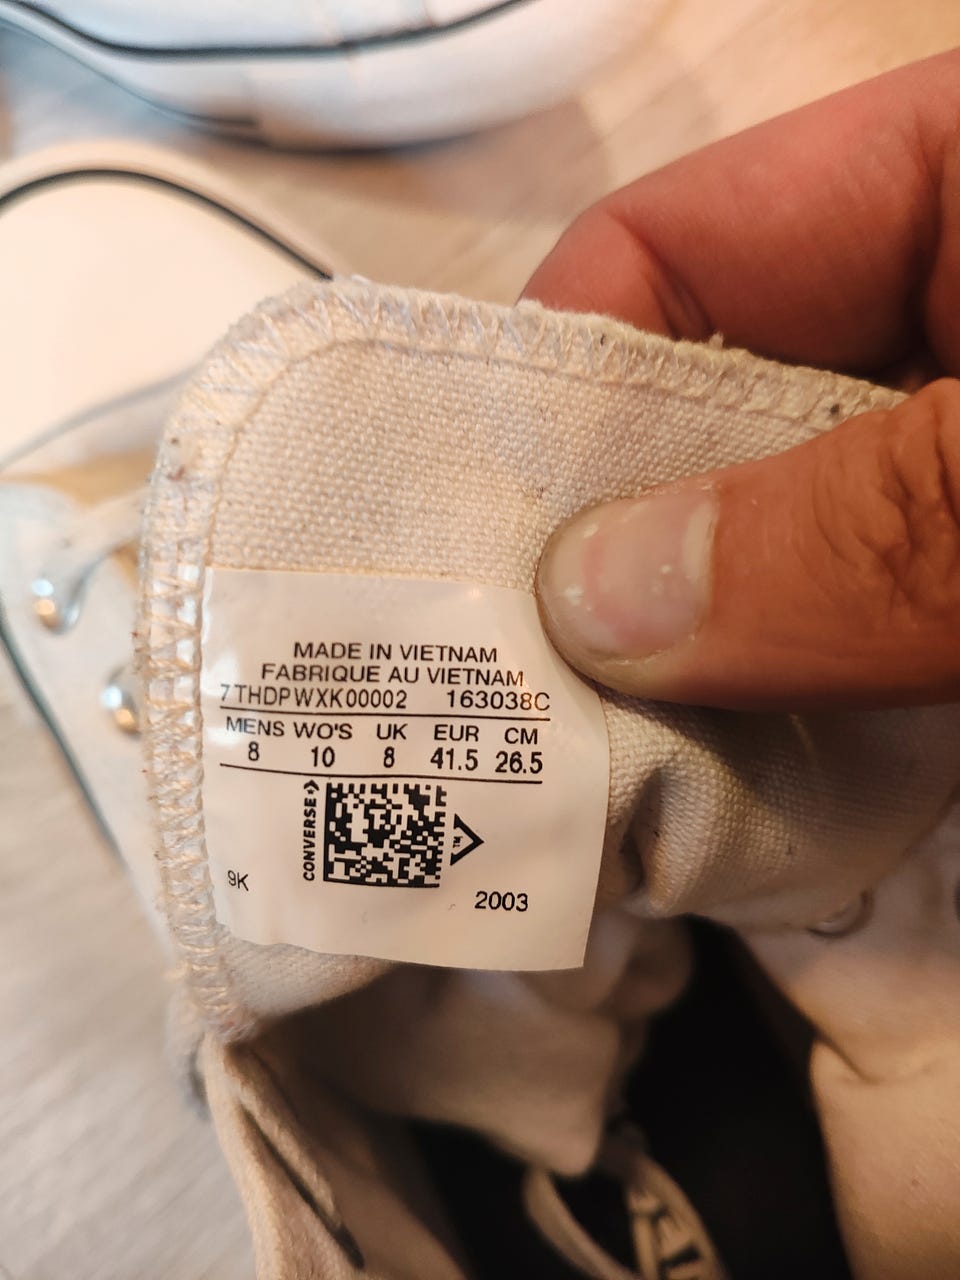 MADE IN VIETNAM
FABRIQUE AU VIETNAM
7THDPWXK00002 163038C
MENS WO'S UK EUR CM
8 10 8 41.5 26.5
CONVERSE
TM
9K
2003